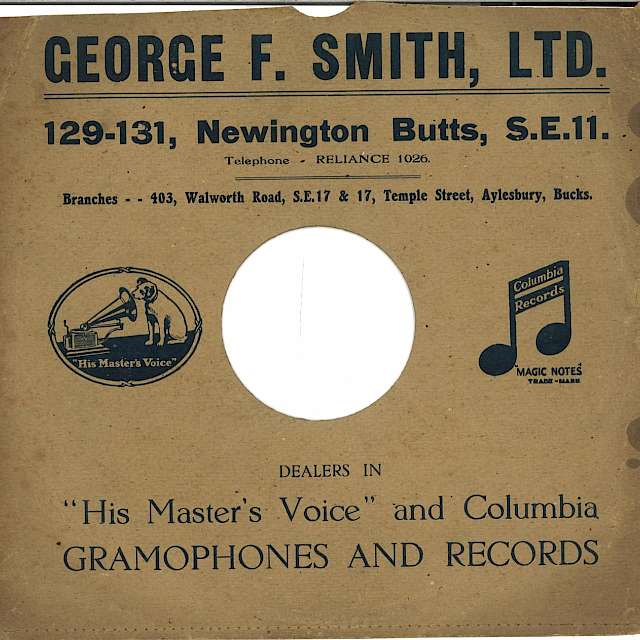 GEORGE F. SMITH, LTD.
129-131, Newington Butts, S.E.11.
Telephone - RELIANCE 1026.
Branches - - 403, Walworth Road, S.E.17 & 17, Temple Street, Aylesbury, Bucks.
"His Master's Voice"
Columbia
Records
"MAGIC NOTES"
TRADE-MARK
DEALERS IN
"His Master's Voice" and Columbia
GRAMOPHONES AND RECORDS